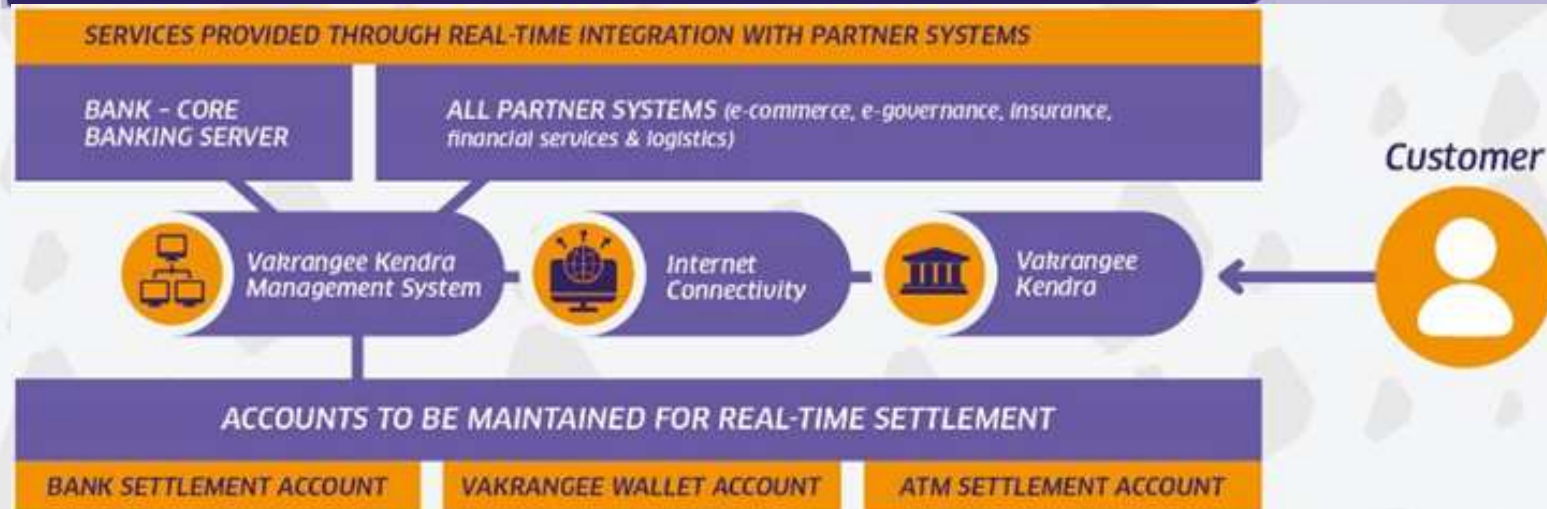 SERVICES PROVIDED THROUGH REAL-TIME INTEGRATION WITH PARTNER SYSTEMS
BANK – CORE
BANKING SERVER
ALL PARTNER SYSTEMS (e-commerce, e-governance, insurance,
financial services & logistics)
Customer
Vakrangee Kendra
Management System
Internet
Connectivity
Vakrangee
Kendra
ACCOUNTS TO BE MAINTAINED FOR REAL-TIME SETTLEMENT
BANK SETTLEMENT ACCOUNT
VAKRANGEE WALLET ACCOUNT
ATM SETTLEMENT ACCOUNT